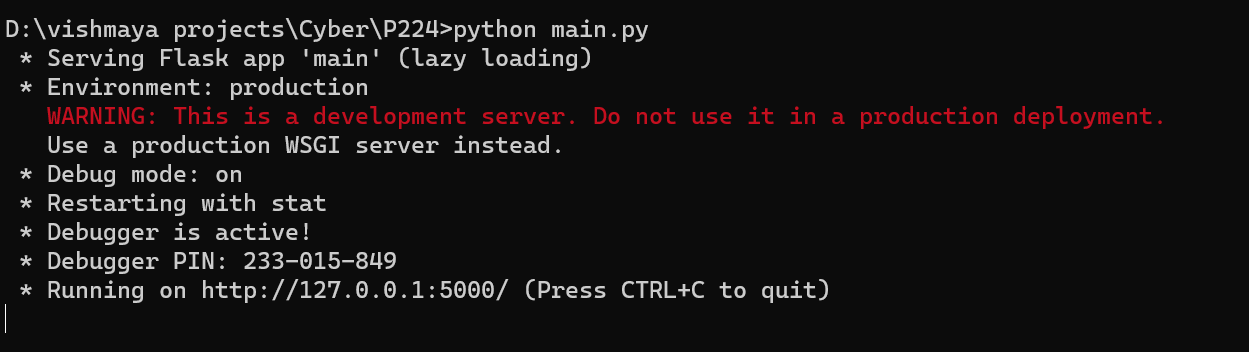 D:\vishmaya projects\Cyber\P224>python main.py
 * Serving Flask app 'main' (lazy loading)
 * Environment: production
   WARNING: This is a development server. Do not use it in a production deployment.
   Use a production WSGI server instead.
 * Debug mode: on
 * Restarting with stat
 * Debugger is active!
 * Debugger PIN: 233-015-849
 * Running on http://127.0.0.1:5000/ (Press CTRL+C to quit)